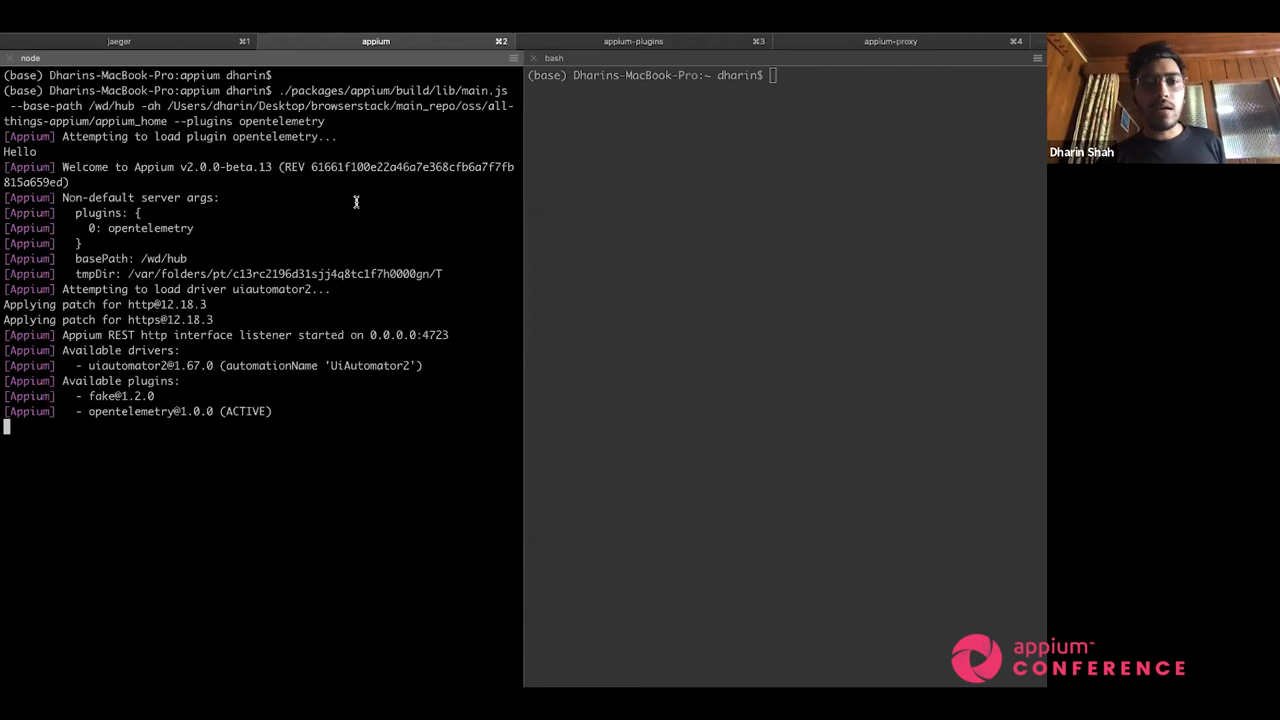 jaeger ⌘1 appium ⌘2 appium-plugins ⌘3 appium-proxy ⌘4
node
(base) Dharins-MacBook-Pro:appium dharin$
(base) Dharins-MacBook-Pro:appium dharin$ ./packages/appium/build/lib/main.js
--base-path /wd/hub -ah /Users/dharin/Desktop/browserstack/main_repo/oss/all-
things-appium/appium_home --plugins opentelemetry
[Appium] Attempting to load plugin opentelemetry...
Hello
[Appium] Welcome to Appium v2.0.0-beta.13 (REV 61661f100e22a46a7e368cfb6a7f7fb
815a659ed)
[Appium] Non-default server args:
[Appium]   plugins: {
[Appium]     0: opentelemetry
[Appium]   }
[Appium]   basePath: /wd/hub
[Appium]   tmpDir: /var/folders/pt/c13rc2196d31sjj4q8tc1f7h0000gn/T
[Appium] Attempting to load driver uiautomator2...
Applying patch for http@12.18.3
Applying patch for https@12.18.3
[Appium] Appium REST http interface listener started on 0.0.0.0:4723
[Appium] Available drivers:
[Appium]   - uiautomator2@1.67.0 (automationName 'UiAutomator2')
[Appium] Available plugins:
[Appium]   - fake@1.2.0
[Appium]   - opentelemetry@1.0.0 (ACTIVE)
bash
(base) Dharins-MacBook-Pro:~ dharin$
Dharin Shah
appium™
CONFERENCE